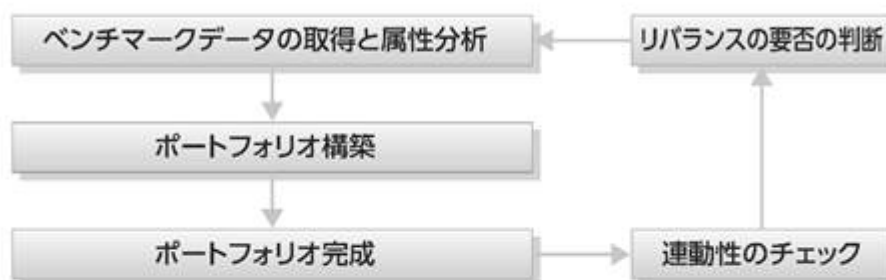 ベンチマークデータの取得と属性分析
リバランスの要否の判断
ポートフォリオ構築
ポートフォリオ完成
連動性のチェック